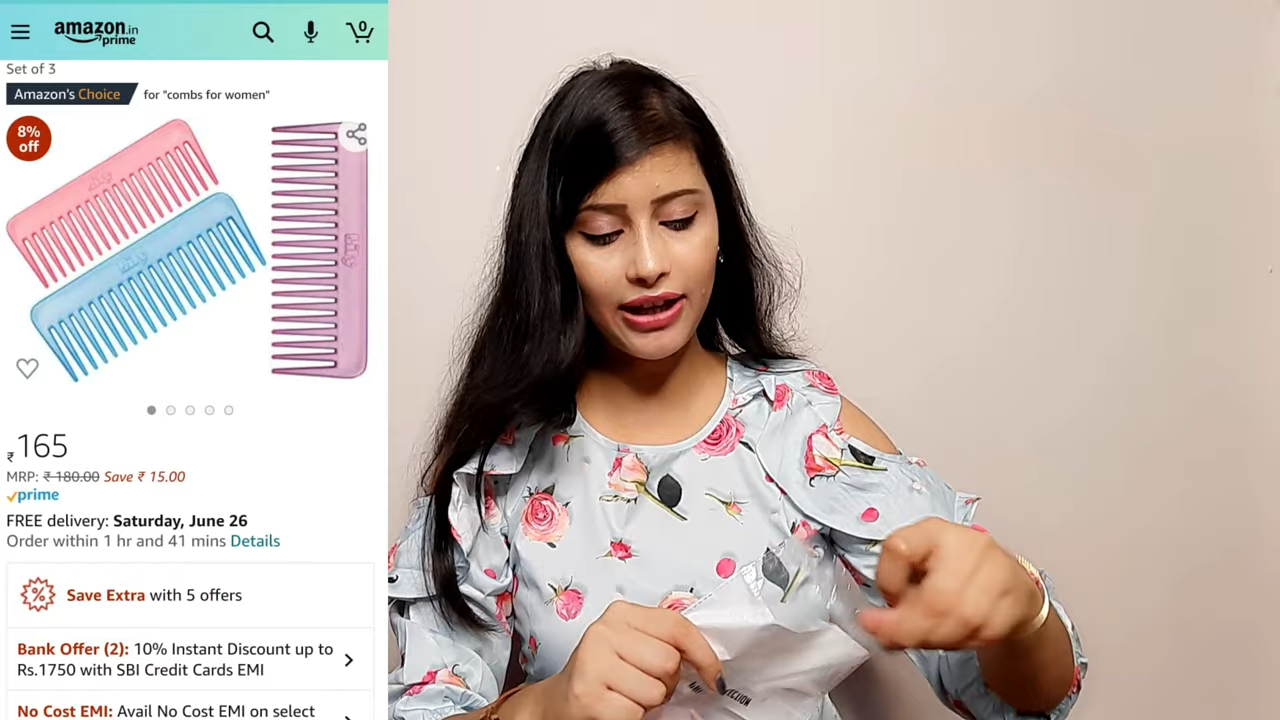 amazon.in
prime
0
Set of 3
Amazon's Choice for "combs for women"
8%
off
₹165
MRP: ₹ 180.00 Save ₹ 15.00
prime
FREE delivery: Saturday, June 26
Order within 1 hr and 41 mins Details
% Save Extra with 5 offers
Bank Offer (2): 10% Instant Discount up to
Rs.1750 with SBI Credit Cards EMI
No Cost EMI: Avail No Cost EMI on select